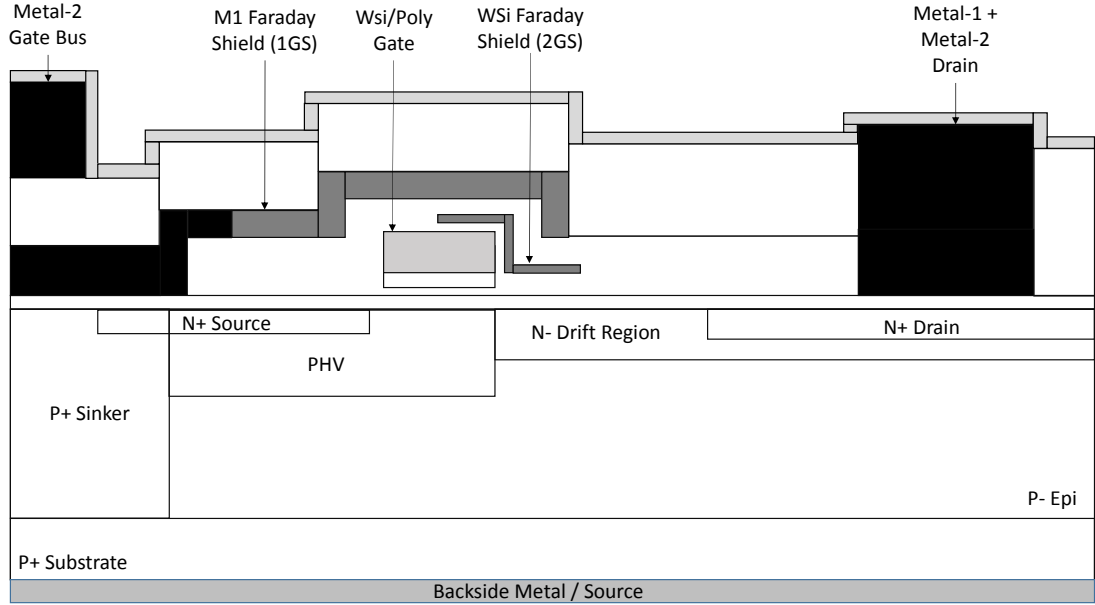 Metal-2
Gate Bus
M1 Faraday
Shield (1GS)
Wsi/Poly
Gate
WSi Faraday
Shield (2GS)
Metal-1 +
Metal-2
Drain
N+ Source
N- Drift Region
N+ Drain
PHV
P+ Sinker
P- Epi
P+ Substrate
Backside Metal / Source